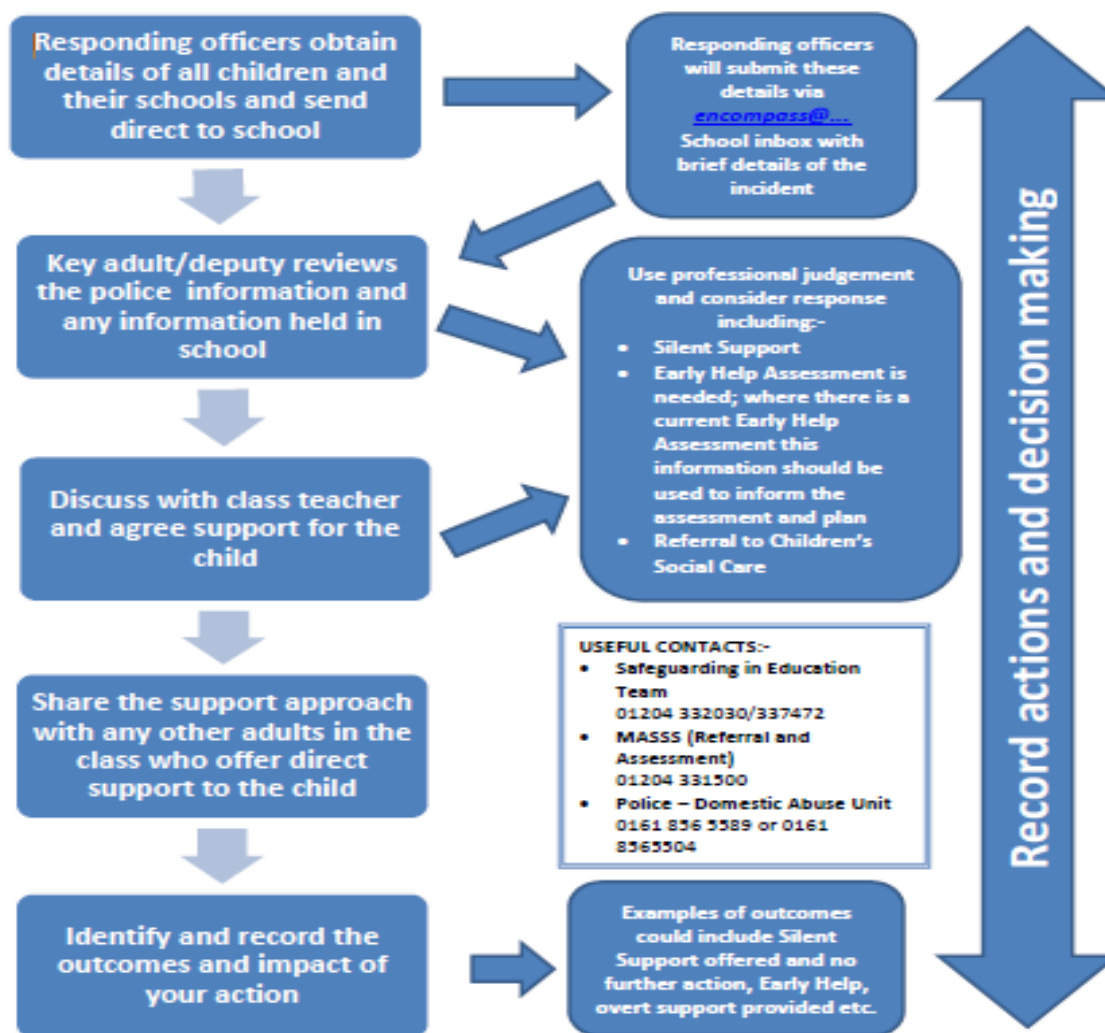 Responding officers obtain
details of all children and
their schools and send
direct to school
Responding officers
will submit these
details via
encompass@...
School inbox with
brief details of the
incident
Key adult/deputy reviews
the police information and
any information held in
school
Use professional judgement
and consider response
including:-
• Silent Support
• Early Help Assessment is
needed; where there is a
current Early Help
Assessment this
information should be
used to inform the
assessment and plan
• Referral to Children's
Social Care
Discuss with class teacher
and agree support for the
child
Share the support approach
with any other adults in the
class who offer direct
support to the child
USEFUL CONTACTS:-
• Safeguarding in Education
Team
01204 332030/337472
• MASSS (Referral and
Assessment)
01204 331500
• Police – Domestic Abuse Unit
0161 856 5589 or 0161
8565504
Identify and record the
outcomes and impact of
your action
Examples of outcomes
could include Silent
Support offered and no
further action, Early Help,
overt support provided etc.
Record actions and decision making